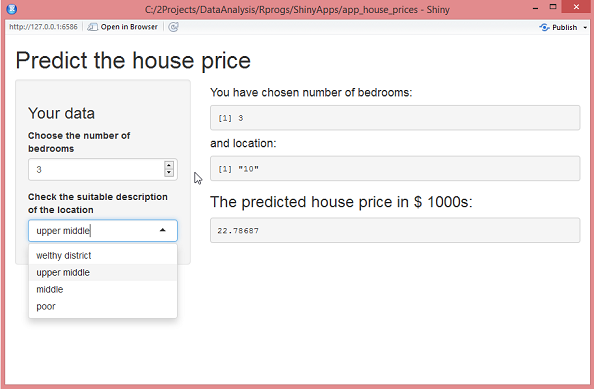 C:/2Projects/DataAnalysis/Rprogs/ShinyApps/app_house_prices - Shiny
http://127.0.0.1:6586
Open in Browser
Publish
Predict the house price
Your data
Choose the number of
bedrooms
3
Check the suitable description
of the location
upper middle
welthy district
upper middle
middle
poor
You have chosen number of bedrooms:
[1] 3
and location:
[1] "10"
The predicted house price in $ 1000s:
22.78687